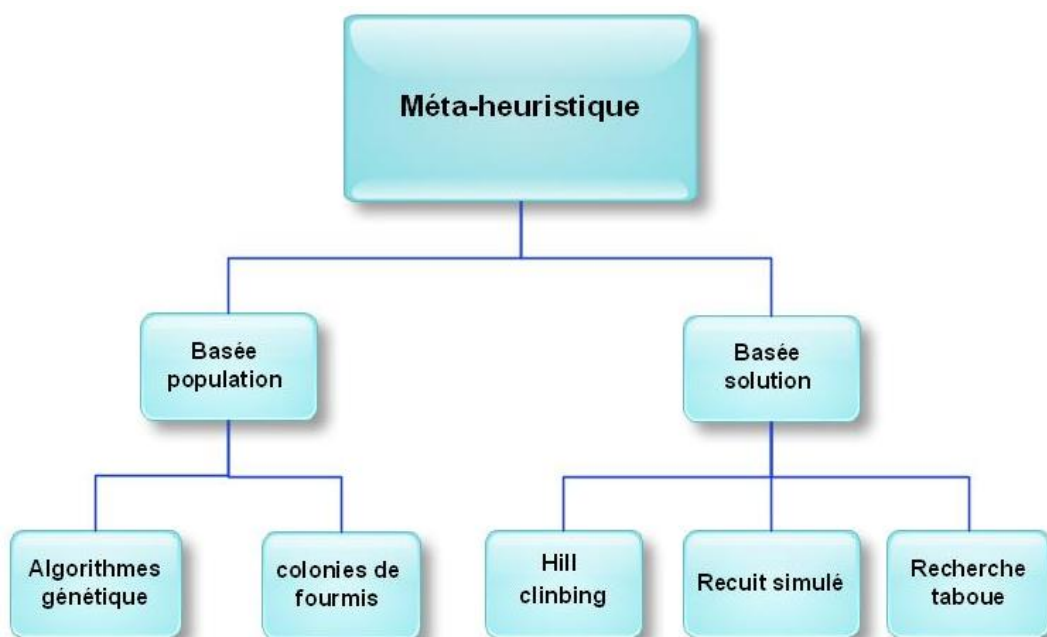 Méta-heuristique
Basée
population
Basée
solution
Algorithmes
génétique
colonies de
fourmis
Hill
clinbing
Recuit simulé
Recherche
taboue